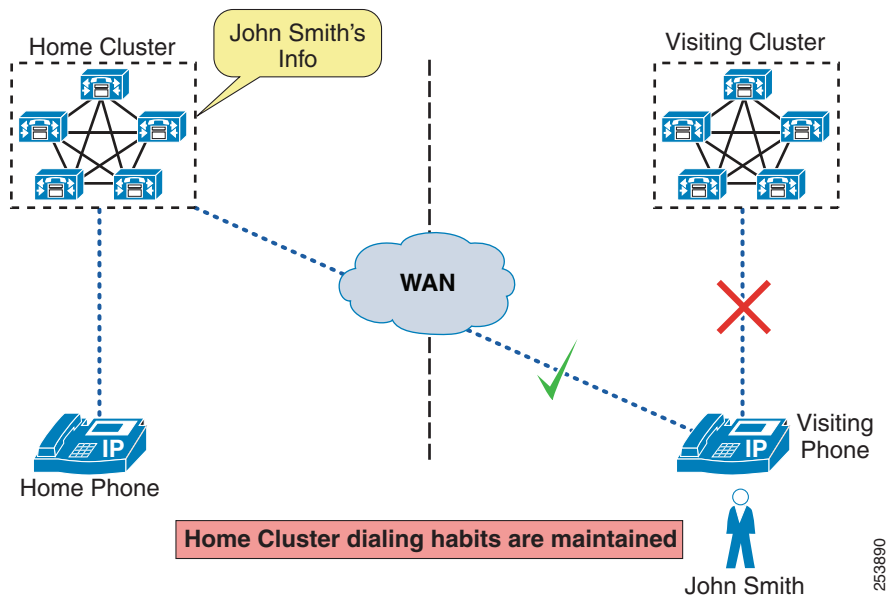 Home Cluster
John Smith's
Info
Visiting Cluster
WAN
IP
Home Phone
IP
Visiting
Phone
Home Cluster dialing habits are maintained
John Smith
253890